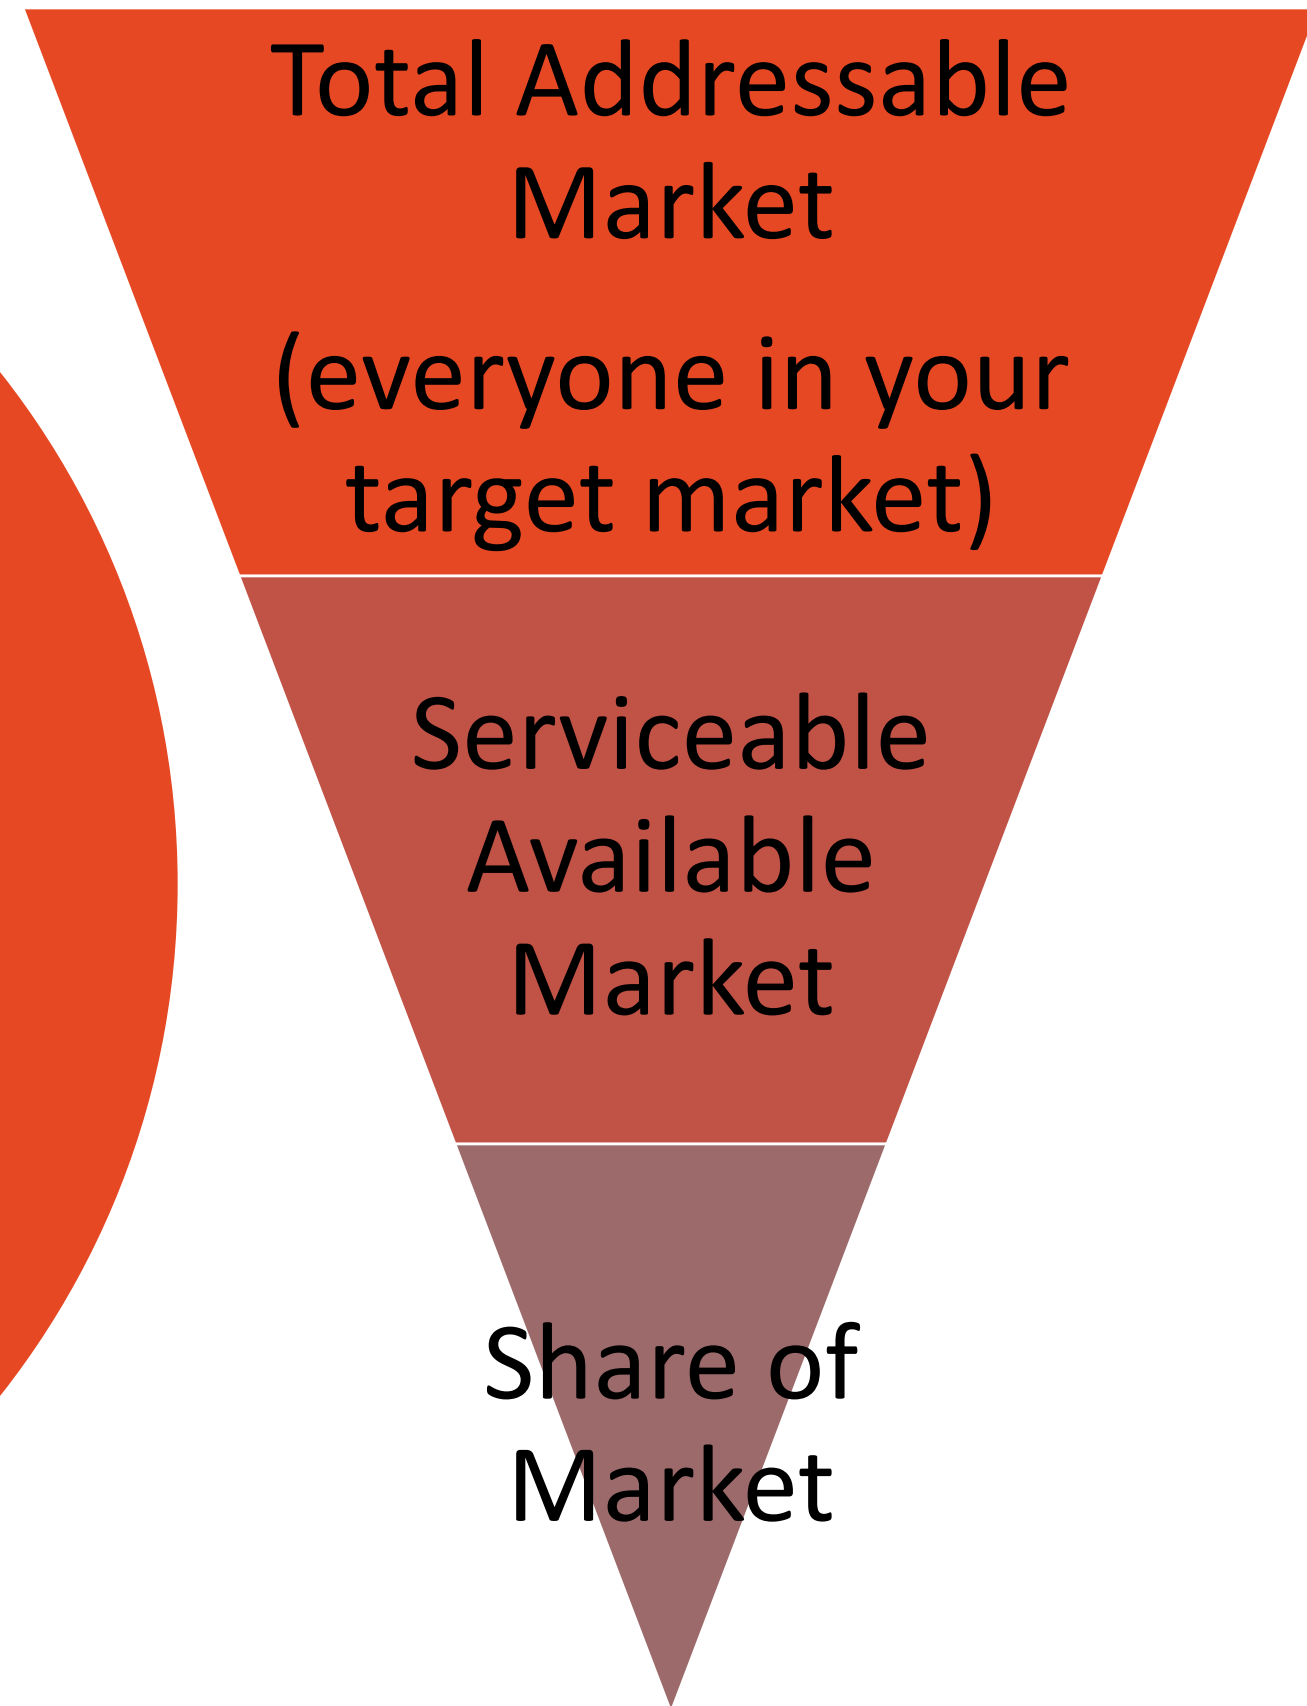 Total Addressable
Market
(everyone in your
target market)
Serviceable
Available
Market
Share of
Market